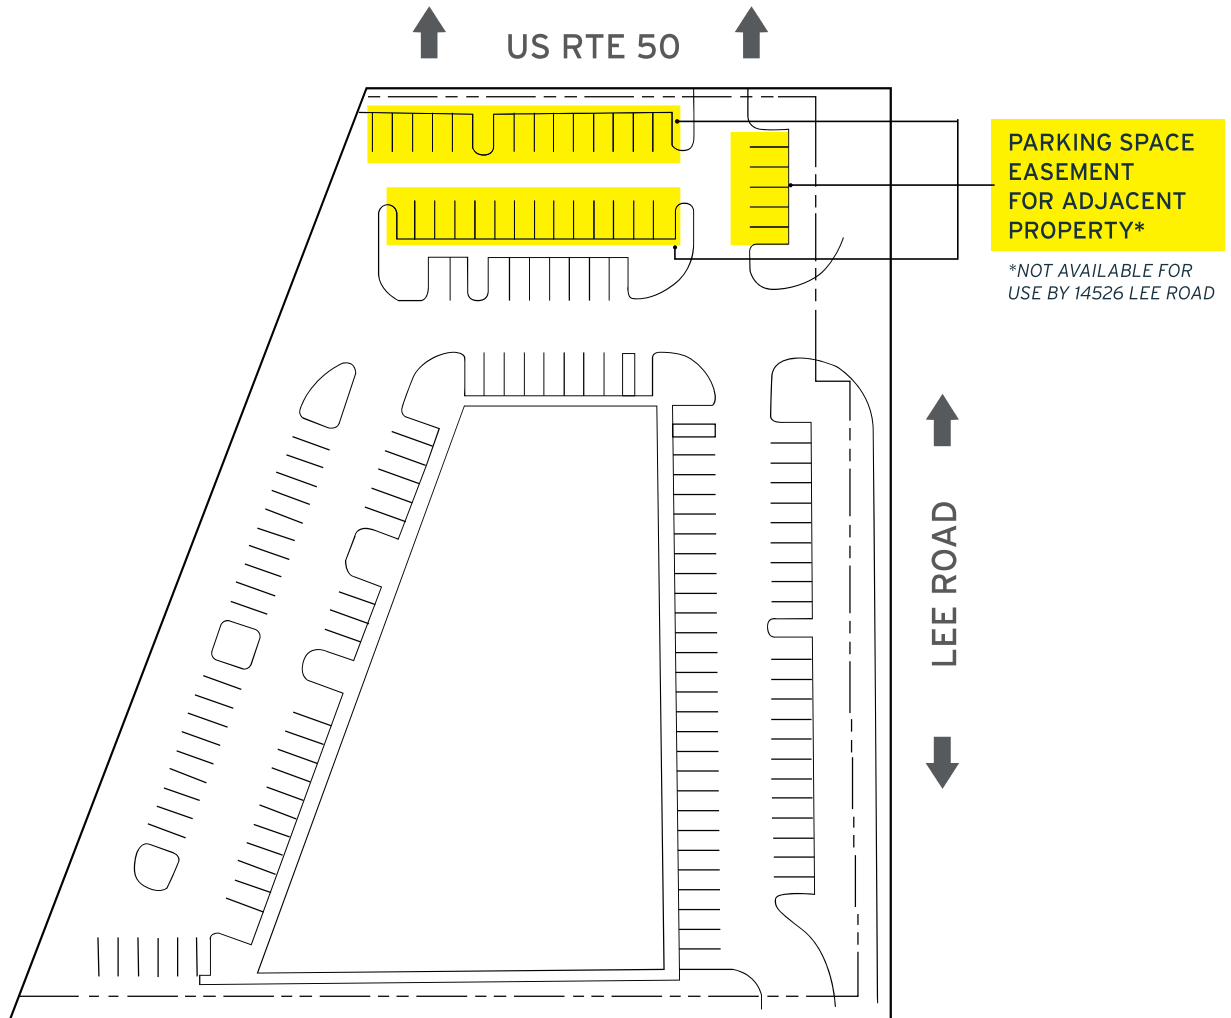 US RTE 50
PARKING SPACE
EASEMENT
FOR ADJACENT
PROPERTY*
*NOT AVAILABLE FOR
USE BY 14526 LEE ROAD
LEE ROAD